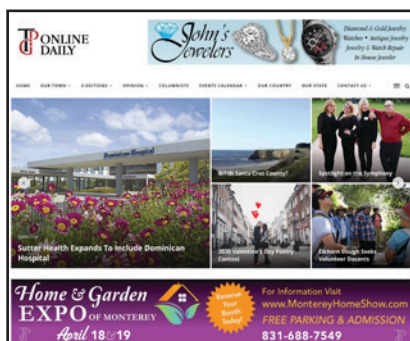 TP ONLINE
DAILY
John's
Jewelers
Diamond & Gold Jewelry
Watches • Antique Jewelry
Jewelry & Watch Repair
In House Jeweler
HOME OUR TOWN E-EDITIONS OPINION COLUMNISTS EVENTS CALENDAR OUR COUNTRY OUR STATE CONTACT US
Dominican Hospital
Sutter Health Expands To Include Dominican
Hospital
Santa Cruz County?
Spotlight on the Symphony
2020 Valentine's Day Poetry
Contest
Elkhorn Slough Seeks
Volunteer Docents
Home & Garden
EXPO OF MONTEREY
April 18 & 19
Reserve
Your
Booth
Today!
For Information Visit
www.MontereyHomeShow.com
FREE PARKING & ADMISSION
831-688-7549